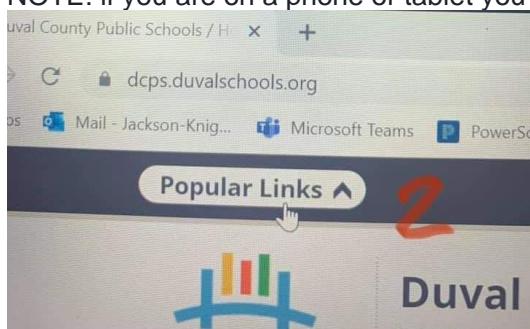 NOTE: If you are on a phone or tablet you
uval County Public Schools / H
dcps.duvalschools.org
Mail - Jackson-Knig...
Microsoft Teams
PowerSc
Popular Links
2
Duval